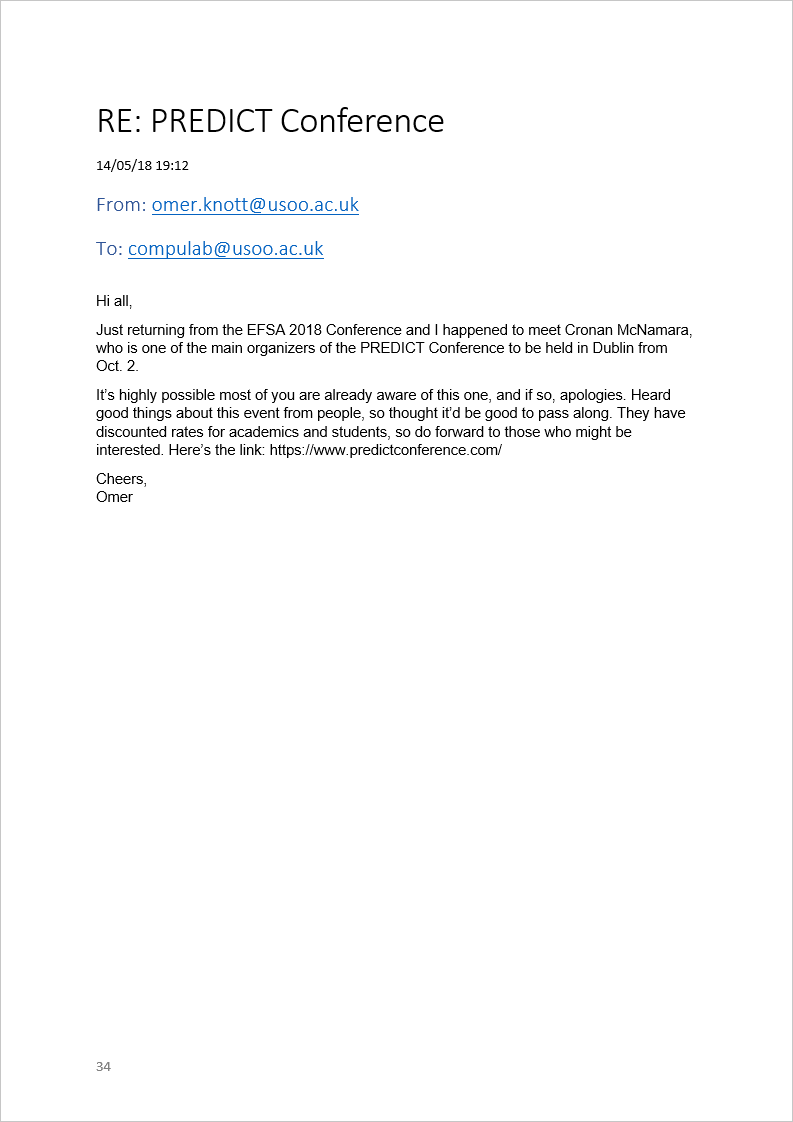 RE: PREDICT Conference
14/05/18 19:12
From: omer.knott@usoo.ac.uk
To: compulab@usoo.ac.uk
Hi all,
Just returning from the EFSA 2018 Conference and I happened to meet Cronan McNamara,
who is one of the main organizers of the PREDICT Conference to be held in Dublin from
Oct. 2.
It’s highly possible most of you are already aware of this one, and if so, apologies. Heard
good things about this event from people, so thought it’d be good to pass along. They have
discounted rates for academics and students, so do forward to those who might be
interested. Here’s the link: https://www.predictconference.com/
Cheers,
Omer
34